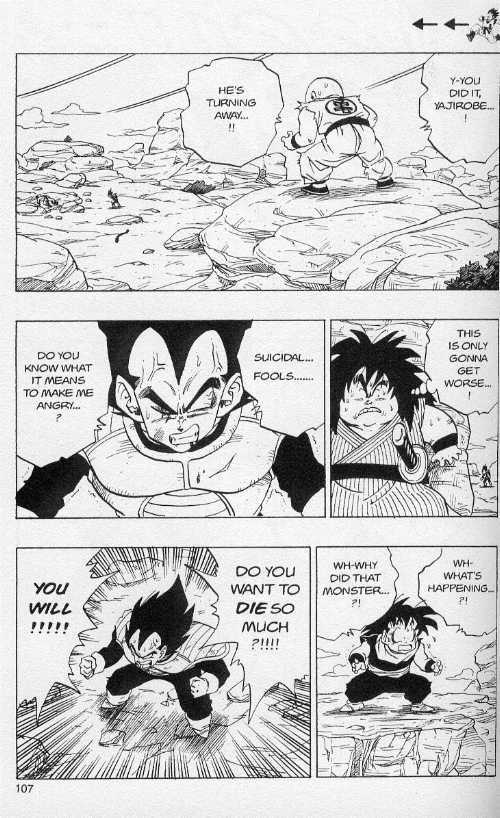 Y-YOU
DID IT,
YAJIROBE...
!
HE'S
TURNING
AWAY...
!!
THIS
IS ONLY
GONNA
GET
WORSE...
!
SUICIDAL...
FOOLS.......
DO YOU
KNOW WHAT
IT MEANS
TO MAKE ME
ANGRY...
?
WH-
WHAT'S
HAPPENING...
?!
WH-WHY
DID THAT
MONSTER...
?!
DO YOU
WANT TO
DIE SO
MUCH
?!!!
YOU
WILL
!!!!!
107